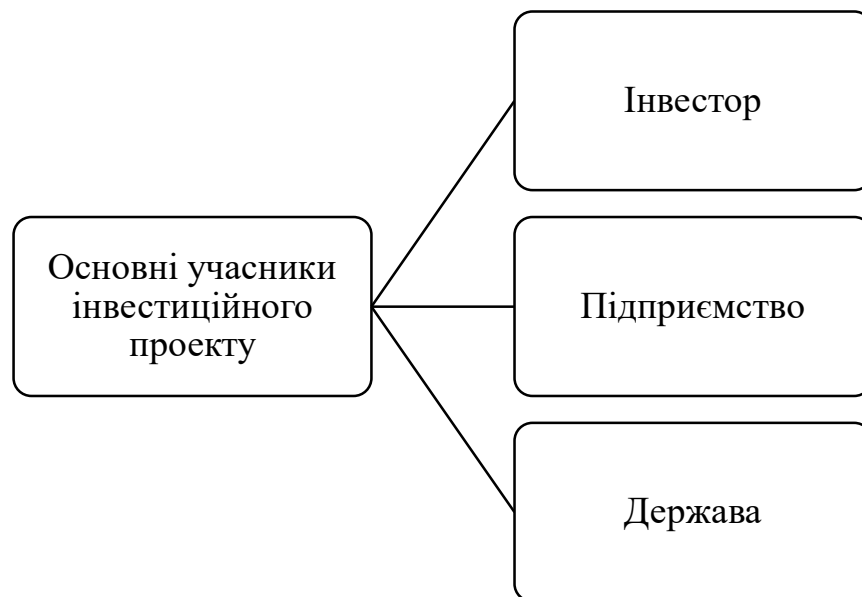 Основні учасники
інвестиційного
проекту
Інвестор
Підприємство
Держава